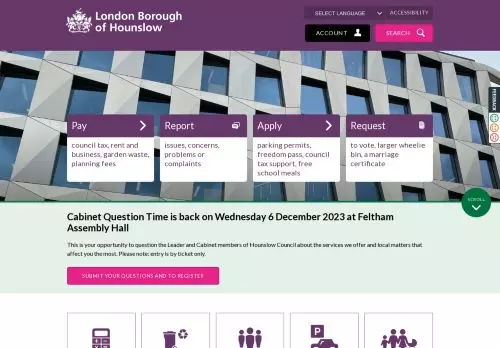 London Borough
of Hounslow
SELECT LANGUAGE
ACCESSIBILITY
ACCOUNT
SEARCH
FEEDBACK
Pay
council tax, rent and
business, garden waste,
planning fees
Report
issues, concerns,
problems or
complaints
Apply
parking permits,
freedom pass, council
tax support, free
school meals
Request
to vote, larger wheelie
bin, a marriage
certificate
SCROLL
Cabinet Question Time is back on Wednesday 6 December 2023 at Feltham
Assembly Hall
This is your opportunity to question the Leader and Cabinet members of Hounslow Council about the services we offer and local matters that
affect you the most. Please note: entry is by ticket only.
SUBMIT YOUR QUESTIONS AND TO REGISTER
P